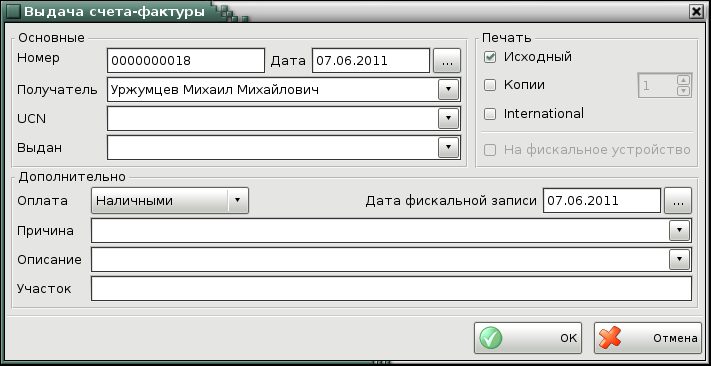 Выдача счета-фактуры
Основные
Номер 0000000018 Дата 07.06.2011 ...
Получатель Уржумцев Михаил Михайлович
UCN
Выдан
Печать
Исходный
Копии 1
International
На фискальное устройство
Дополнительно
Оплата Наличными Дата фискальной записи 07.06.2011 ...
Причина
Описание
Участок
OK Отмена